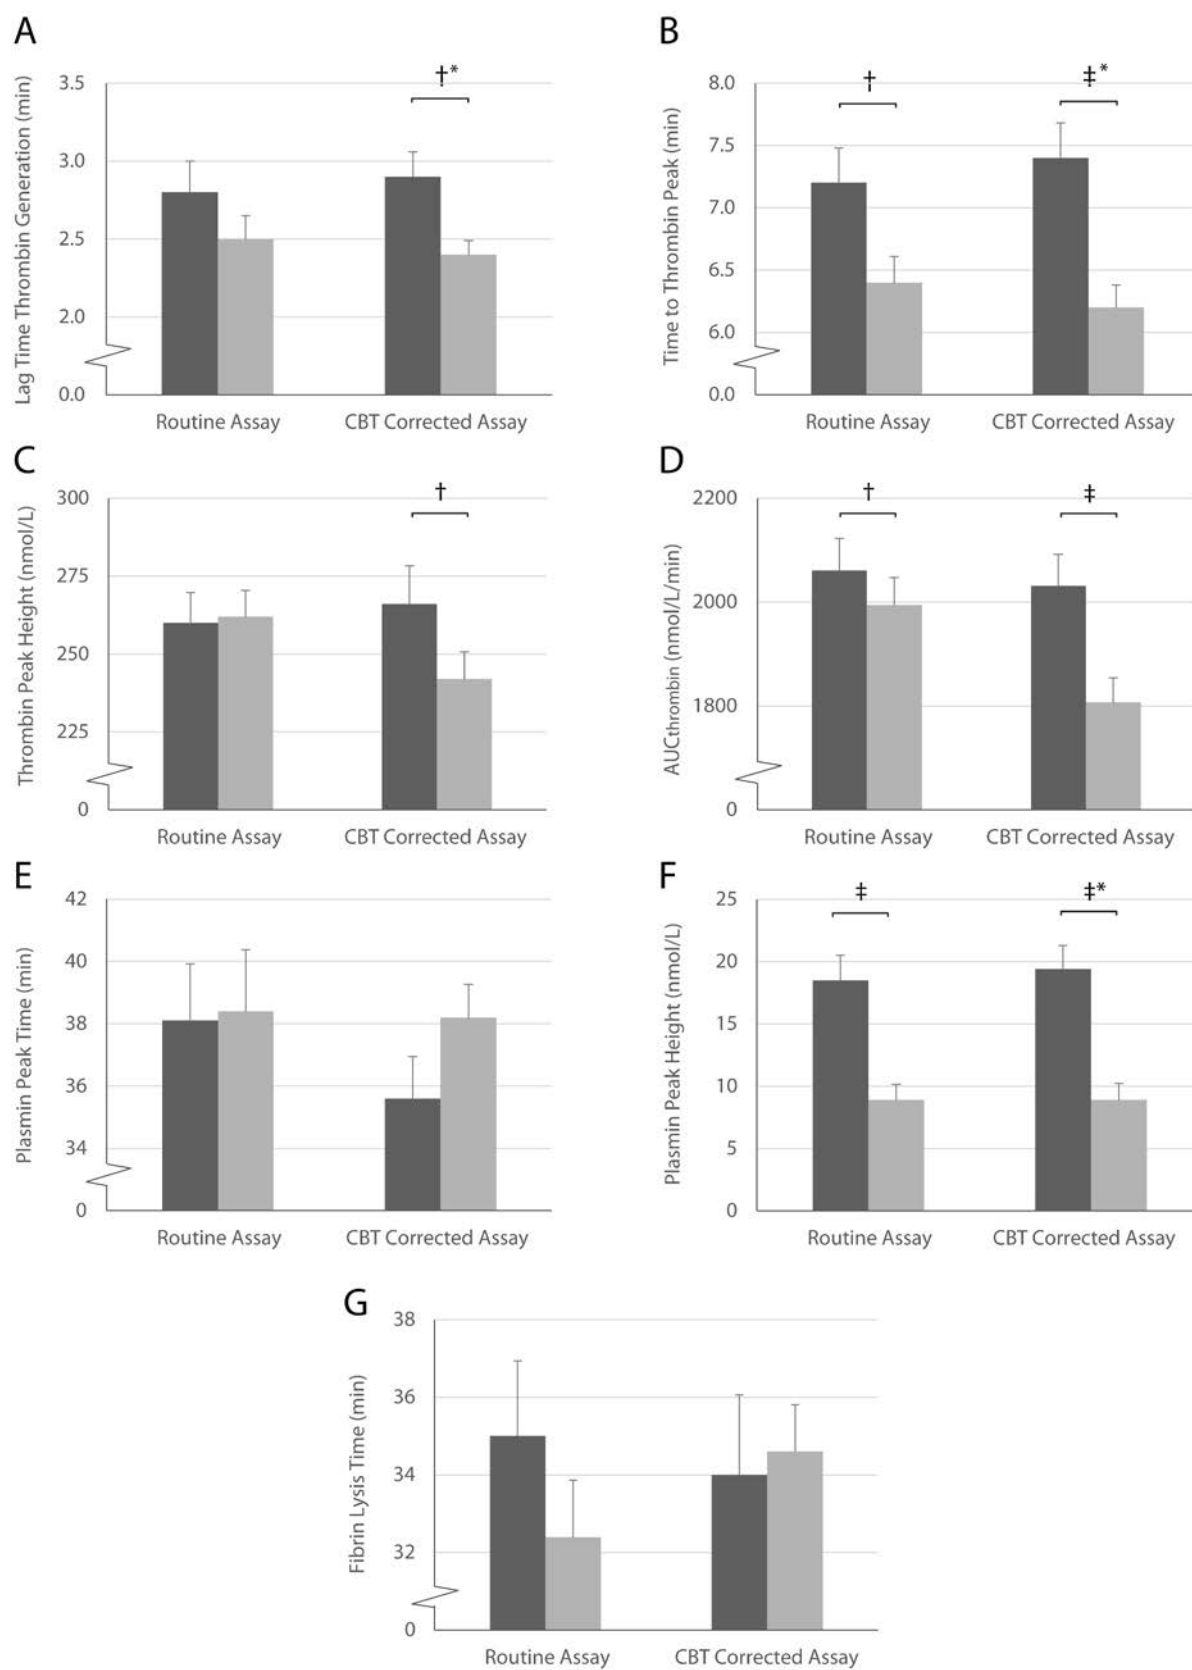 A
Lag Time Thrombin Generation (min)
3.5
3.0
2.5
2.0
0.0
†*
Routine Assay
CBT Corrected Assay
B
Time to Thrombin Peak (min)
8.0
7.5
7.0
6.5
6.0
0.0
†
‡*
Routine Assay
CBT Corrected Assay
C
Thrombin Peak Height (nmol/L)
300
275
250
225
0
†
Routine Assay
CBT Corrected Assay
D
AUCthrombin (nmol/L/min)
2200
2000
1800
0
†
‡
Routine Assay
CBT Corrected Assay
E
Plasmin Peak Time (min)
42
40
38
36
34
0
Routine Assay
CBT Corrected Assay
F
Plasmin Peak Height (nmol/L)
25
20
15
10
5
0
‡
‡*
Routine Assay
CBT Corrected Assay
G
Fibrin Lysis Time (min)
38
36
34
32
0
Routine Assay
CBT Corrected Assay